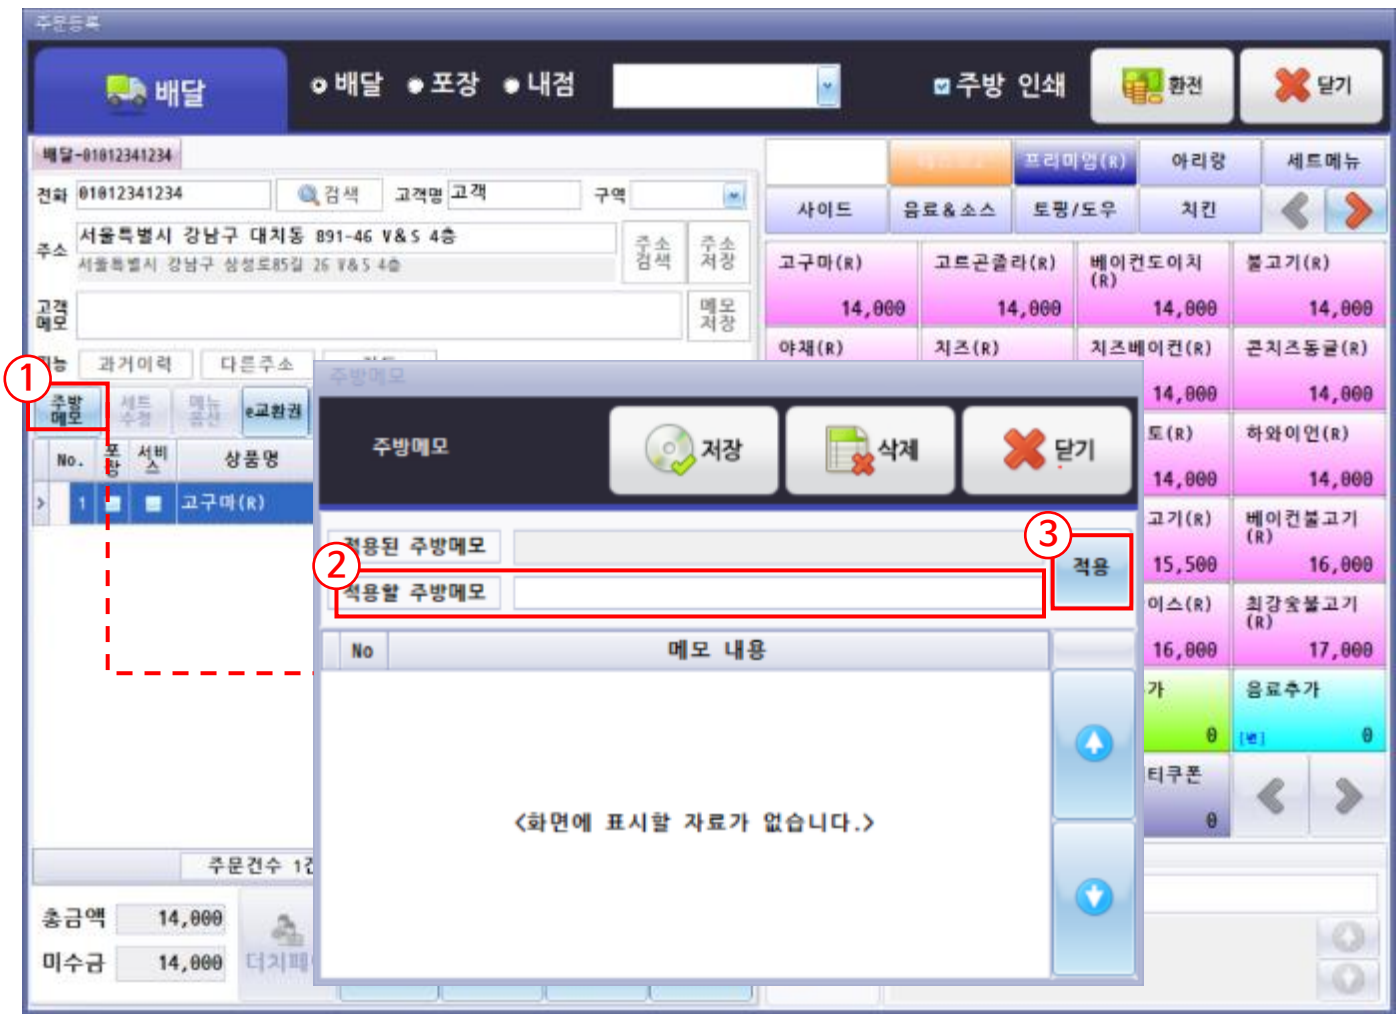 주문등록
배달
배달 포장 내점
주방 인쇄
환전
닫기
배달-01012341234
전화 01012341234 검색 고객명 고객 구역
주소 서울특별시 강남구 대치동 891-46 V&S 4층
서울특별시 강남구 삼성로85길 26 V&S 4층
주소 검색
주소 저장
고객 메모
메모 저장
과거이력 다른주소
1
주방 메모
세트 수정
메뉴 옵션
e교환권
No. 포장 서비스 상품명
1 고구마(R)
프리미엄(R) 아리랑 세트메뉴
사이드 음료&소스 토핑/도우 치킨
고구마(R) 14,000
고르곤졸라(R) 14,000
베이컨도이치(R) 14,000
불고기(R) 14,000
야채(R)
치즈(R)
치즈베이컨(R) 14,000
콘치즈동굴(R) 14,000
토(R) 14,000
하와이언(R) 14,000
고기(R) 15,500
베이컨불고기(R) 16,000
이스(R) 16,000
최강숯불고기(R) 17,000
가 0
음료추가 0
티쿠폰 0
주방메모
주방메모
저장
삭제
닫기
적용된 주방메모
2
적용할 주방메모
3
적용
No 메모 내용
<화면에 표시할 자료가 없습니다.>
주문건수 1건
총금액 14,000
미수금 14,000
더치페